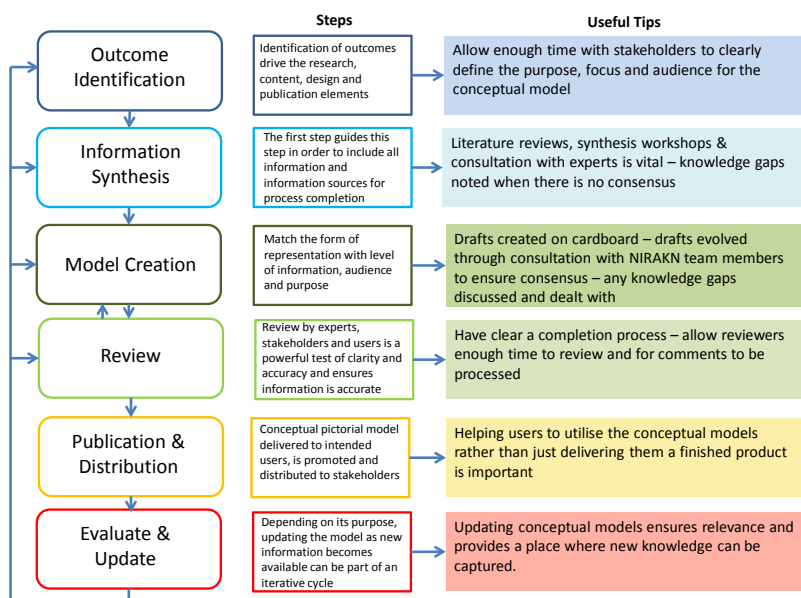 Steps
Useful Tips
Outcome
Identification
Identification of outcomes
drive the research,
content, design and
publication elements
Allow enough time with stakeholders to clearly
define the purpose, focus and audience for the
conceptual model
Information
Synthesis
The first step guides this
step in order to include all
information and
information sources for
process completion
Literature reviews, synthesis workshops &
consultation with experts is vital – knowledge gaps
noted when there is no consensus
Model Creation
Match the form of
representation with level
of information, audience
and purpose
Drafts created on cardboard – drafts evolved
through consultation with NIRAKN team members
to ensure consensus – any knowledge gaps
discussed and dealt with
Review
Review by experts,
stakeholders and users is a
powerful test of clarity and
accuracy and ensures
information is accurate
Have clear a completion process – allow reviewers
enough time to review and for comments to be
processed
Publication &
Distribution
Conceptual pictorial model
delivered to intended
users, is promoted and
distributed to stakeholders
Helping users to utilise the conceptual models
rather than just delivering them a finished product
is important
Evaluate &
Update
Depending on its purpose,
updating the model as new
information becomes
available can be part of an
iterative cycle
Updating conceptual models ensures relevance and
provides a place where new knowledge can be
captured.